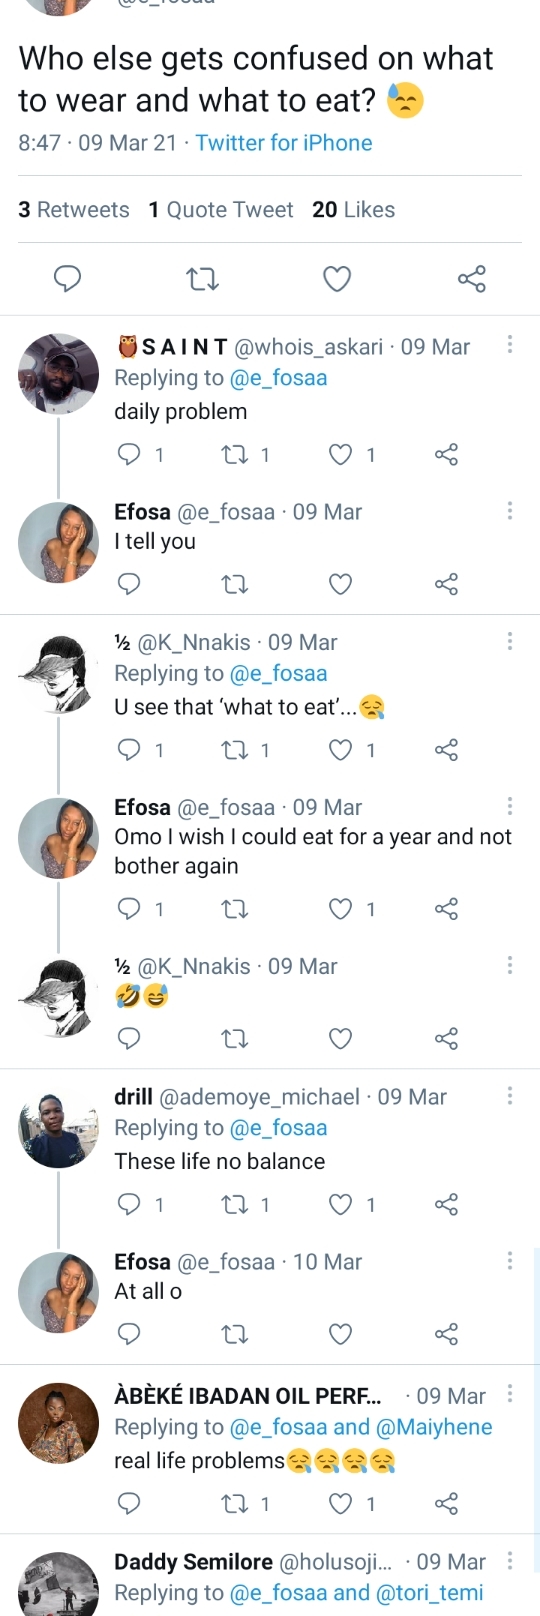 @e_fosaa
Who else gets confused on what
to wear and what to eat? 😓
8:47 · 09 Mar 21 · Twitter for iPhone
3 Retweets 1 Quote Tweet 20 Likes
🦉S A I N T @whois_askari · 09 Mar
Replying to @e_fosaa
daily problem
1 1 1
Efosa @e_fosaa · 09 Mar
I tell you
½ @K_Nnakis · 09 Mar
Replying to @e_fosaa
U see that ‘what to eat’...😪
1 1 1
Efosa @e_fosaa · 09 Mar
Omo I wish I could eat for a year and not
bother again
1 1
½ @K_Nnakis · 09 Mar
🤣😅
drill @ademoye_michael · 09 Mar
Replying to @e_fosaa
These life no balance
1 1 1
Efosa @e_fosaa · 10 Mar
At all o
ÀBÈKÉ IBADAN OIL PERF... · 09 Mar
Replying to @e_fosaa and @Maiyhene
real life problems😪😪😪😪
1 1
Daddy Semilore @holusoji... · 09 Mar
Replying to @e_fosaa and @tori_temi